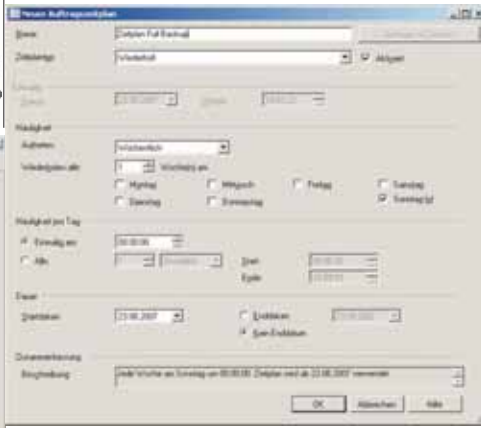 Neuer Auftragszeitplan
Name: Zeitplan Full Backup
Zeitplantyp: Wiederholt Aktiviert
Häufigkeit
Auftreten: Wöchentlich
Wiederholen alle: 1 Woche(n) am
Montag Mittwoch Freitag Samstag
Dienstag Donnerstag Sonntag
Häufigkeit pro Tag
Einmalig um: 00:00:00
Alle: Start:
Ende:
Dauer
Startdatum: 23.08.2007 Enddatum:
Kein Enddatum
Zusammenfassung
Beschreibung: Jede Woche am Sonntag um 00:00:00. Zeitplan wird ab 23.08.2007 verwendet.
OK Abbrechen Hilfe